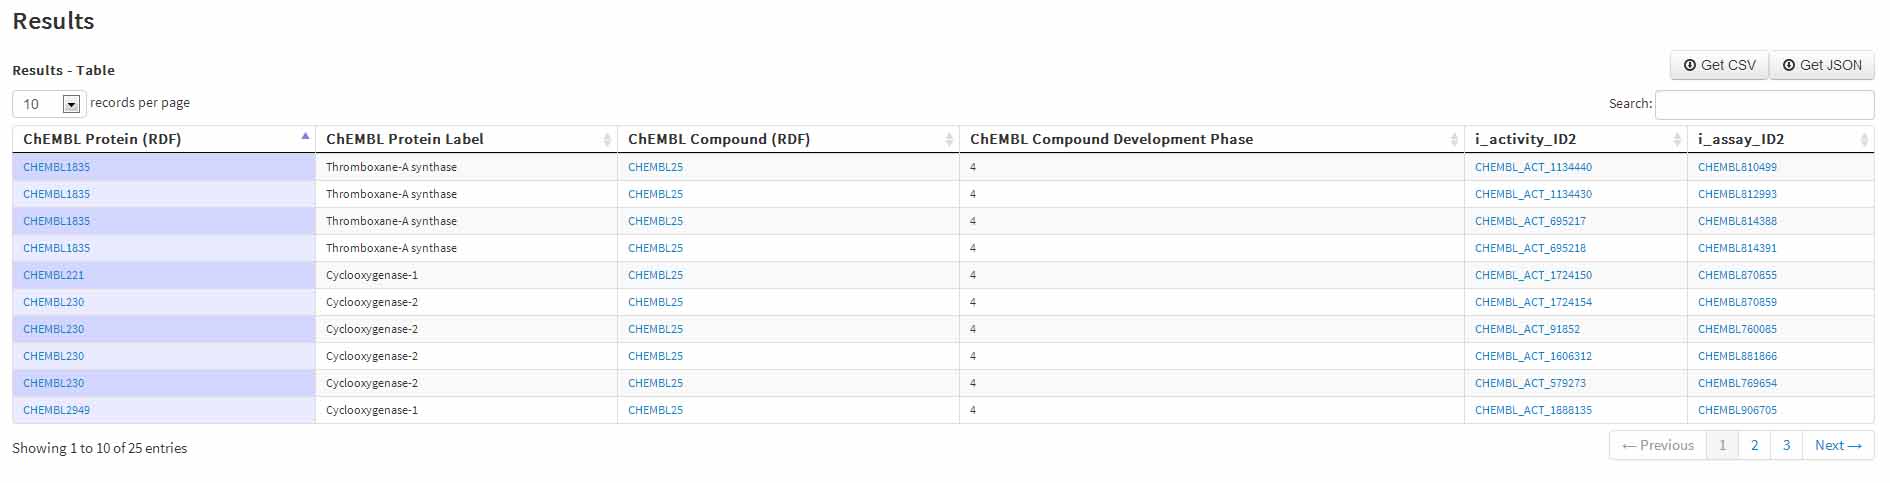 Results
Results - Table
Get CSV Get JSON
10 records per page
Search:
ChEMBL Protein (RDF) ChEMBL Protein Label ChEMBL Compound (RDF) ChEMBL Compound Development Phase i_activity_ID2 i_assay_ID2
CHEMBL1835 Thromboxane-A synthase CHEMBL25 4 CHEMBL_ACT_1134440 CHEMBL810499
CHEMBL1835 Thromboxane-A synthase CHEMBL25 4 CHEMBL_ACT_1134430 CHEMBL812993
CHEMBL1835 Thromboxane-A synthase CHEMBL25 4 CHEMBL_ACT_695217 CHEMBL814388
CHEMBL1835 Thromboxane-A synthase CHEMBL25 4 CHEMBL_ACT_695218 CHEMBL814391
CHEMBL221 Cyclooxygenase-1 CHEMBL25 4 CHEMBL_ACT_1724150 CHEMBL870855
CHEMBL230 Cyclooxygenase-2 CHEMBL25 4 CHEMBL_ACT_1724154 CHEMBL870859
CHEMBL230 Cyclooxygenase-2 CHEMBL25 4 CHEMBL_ACT_91852 CHEMBL760085
CHEMBL230 Cyclooxygenase-2 CHEMBL25 4 CHEMBL_ACT_1606312 CHEMBL881866
CHEMBL230 Cyclooxygenase-2 CHEMBL25 4 CHEMBL_ACT_579273 CHEMBL769654
CHEMBL2949 Cyclooxygenase-1 CHEMBL25 4 CHEMBL_ACT_1888135 CHEMBL906705
Showing 1 to 10 of 25 entries
← Previous 1 2 3 Next →